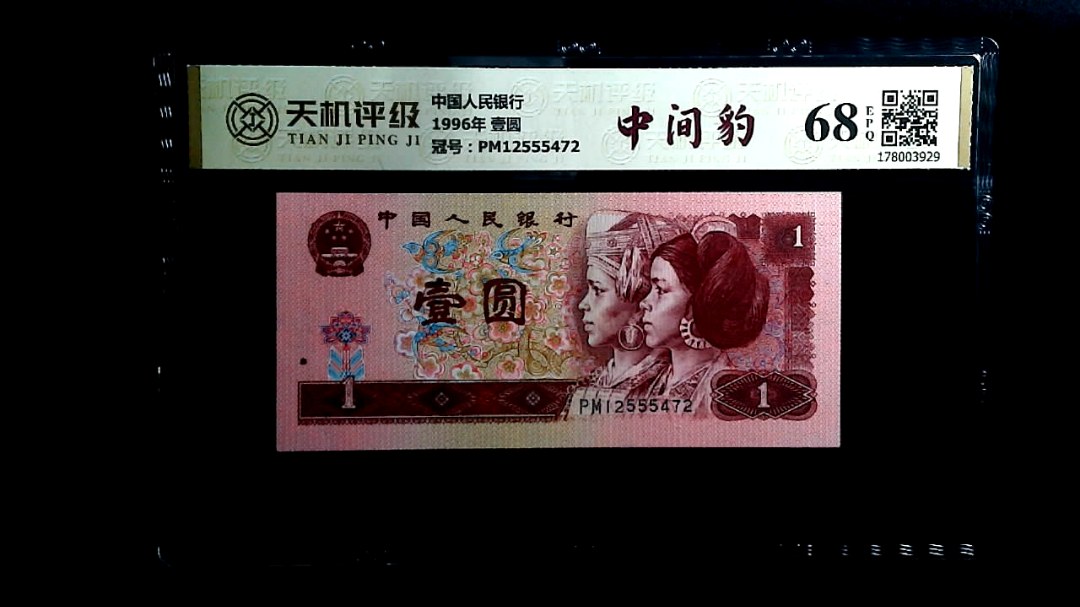 天机评级
TIAN JI PING JI
中国人民银行
1996年 壹圆
冠号：PM12555472
中间豹
68
EPQ
178003929
中国人民银行
1
壹圆
1
PM12555472
1